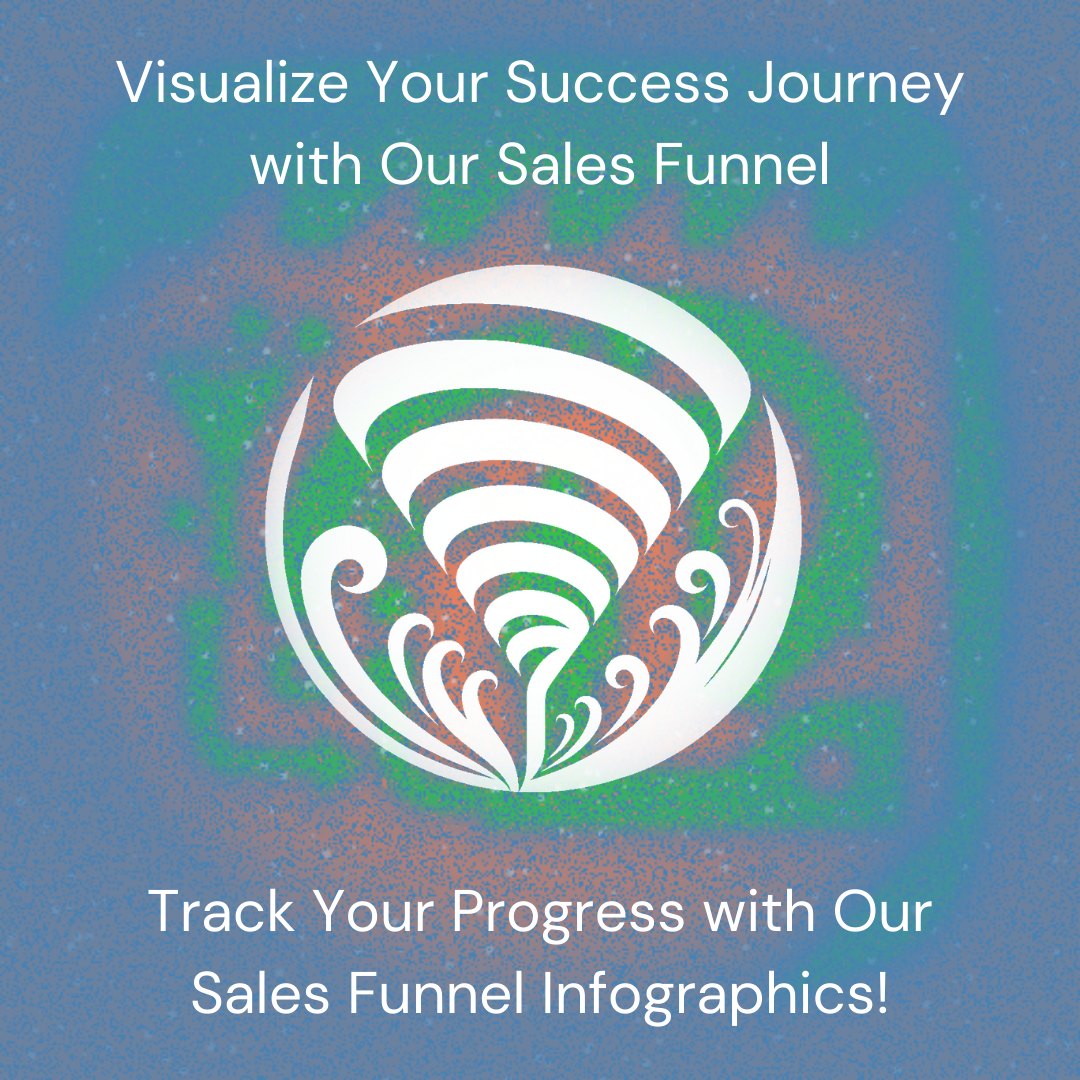 Visualize Your Success Journey
with Our Sales Funnel
Track Your Progress with Our
Sales Funnel Infographics!